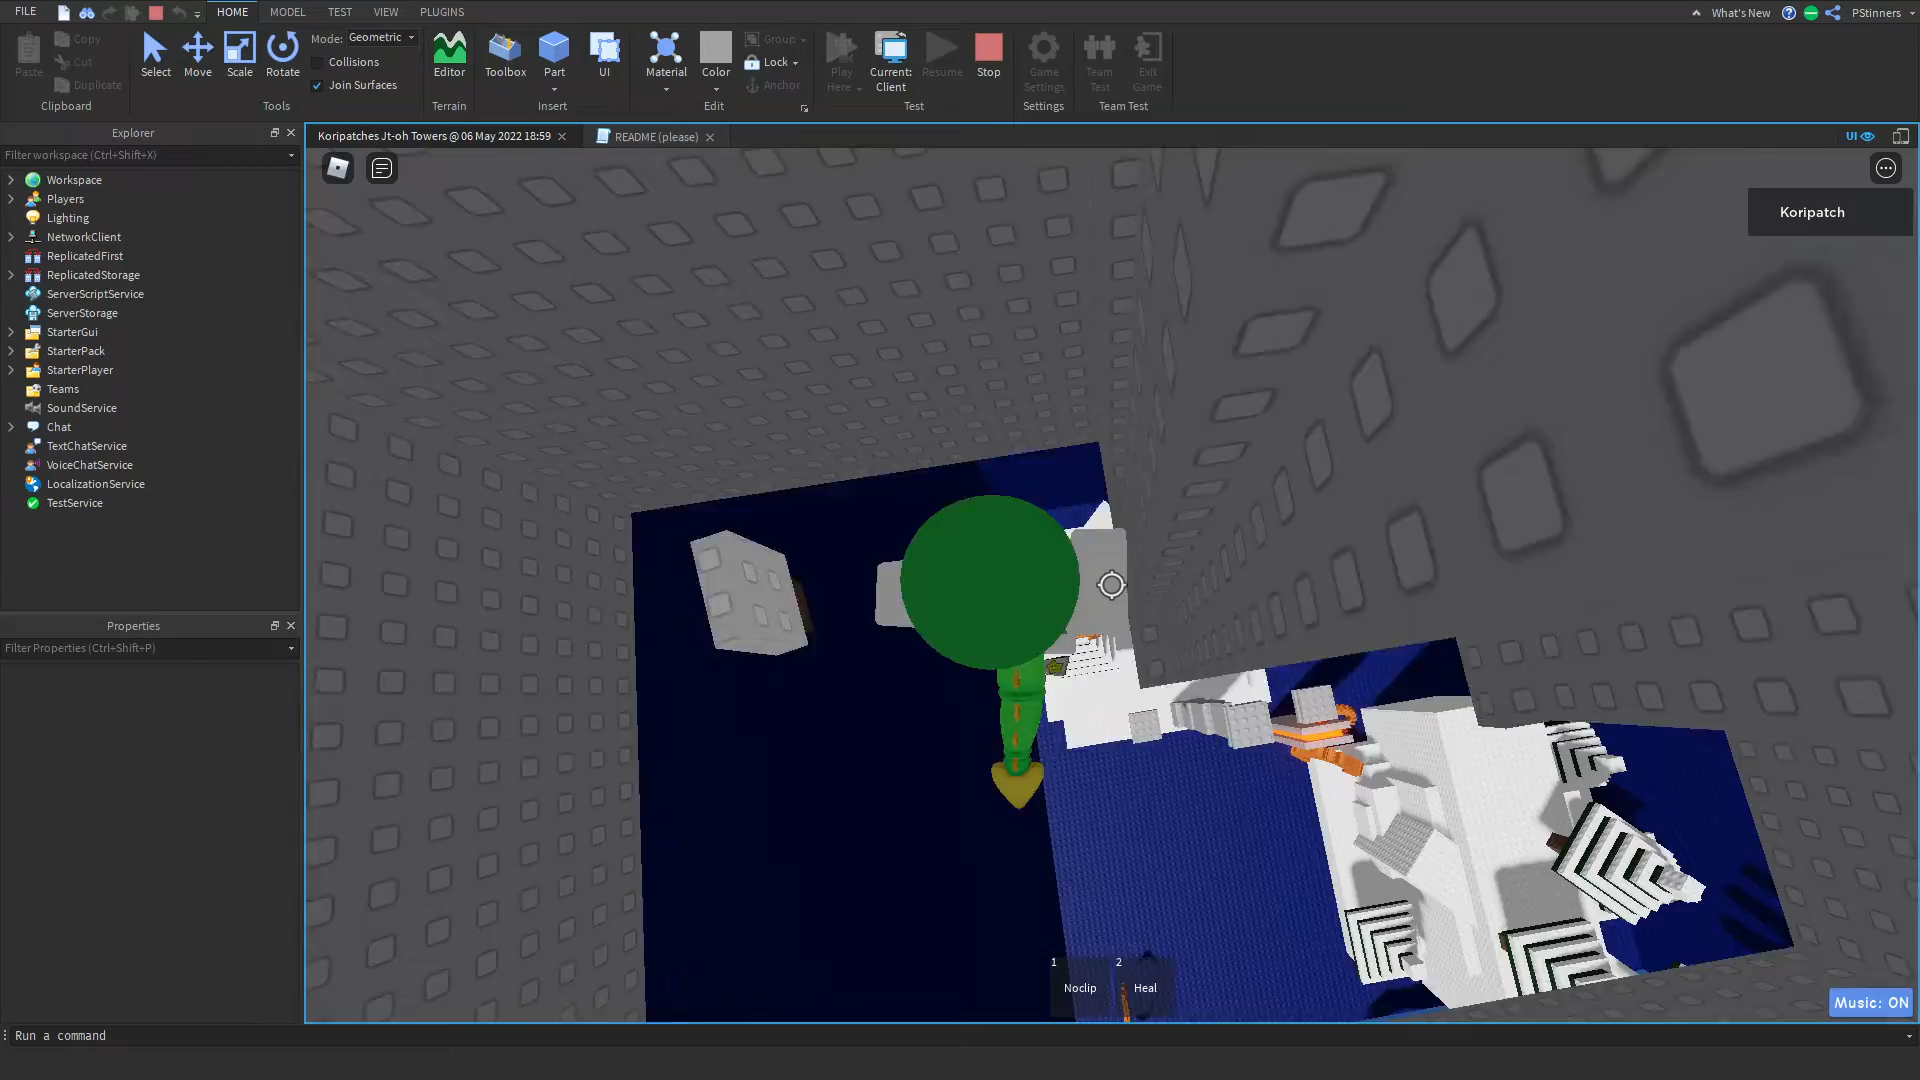 FILE
HOME
MODEL
TEST
VIEW
PLUGINS
What's New
PStinners
Paste
Copy
Cut
Duplicate
Clipboard
Select
Move
Scale
Rotate
Mode: Geometric
Collisions
Join Surfaces
Tools
Editor
Terrain
Toolbox
Part
UI
Insert
Material
Color
Group
Lock
Anchor
Edit
Play
Here
Current:
Client
Resume
Stop
Test
Game
Settings
Settings
Team
Test
Exit
Game
Team Test
Explorer
Filter workspace (Ctrl+Shift+X)
Workspace
Players
Lighting
NetworkClient
ReplicatedFirst
ReplicatedStorage
ServerScriptService
ServerStorage
StarterGui
StarterPack
StarterPlayer
Teams
SoundService
Chat
TextChatService
VoiceChatService
LocalizationService
TestService
Properties
Filter Properties (Ctrl+Shift+P)
Koripatches Jt-oh Towers @ 06 May 2022 18:59
README (please)
UI
Koripatch
1
Noclip
2
Heal
Music: ON
Run a command